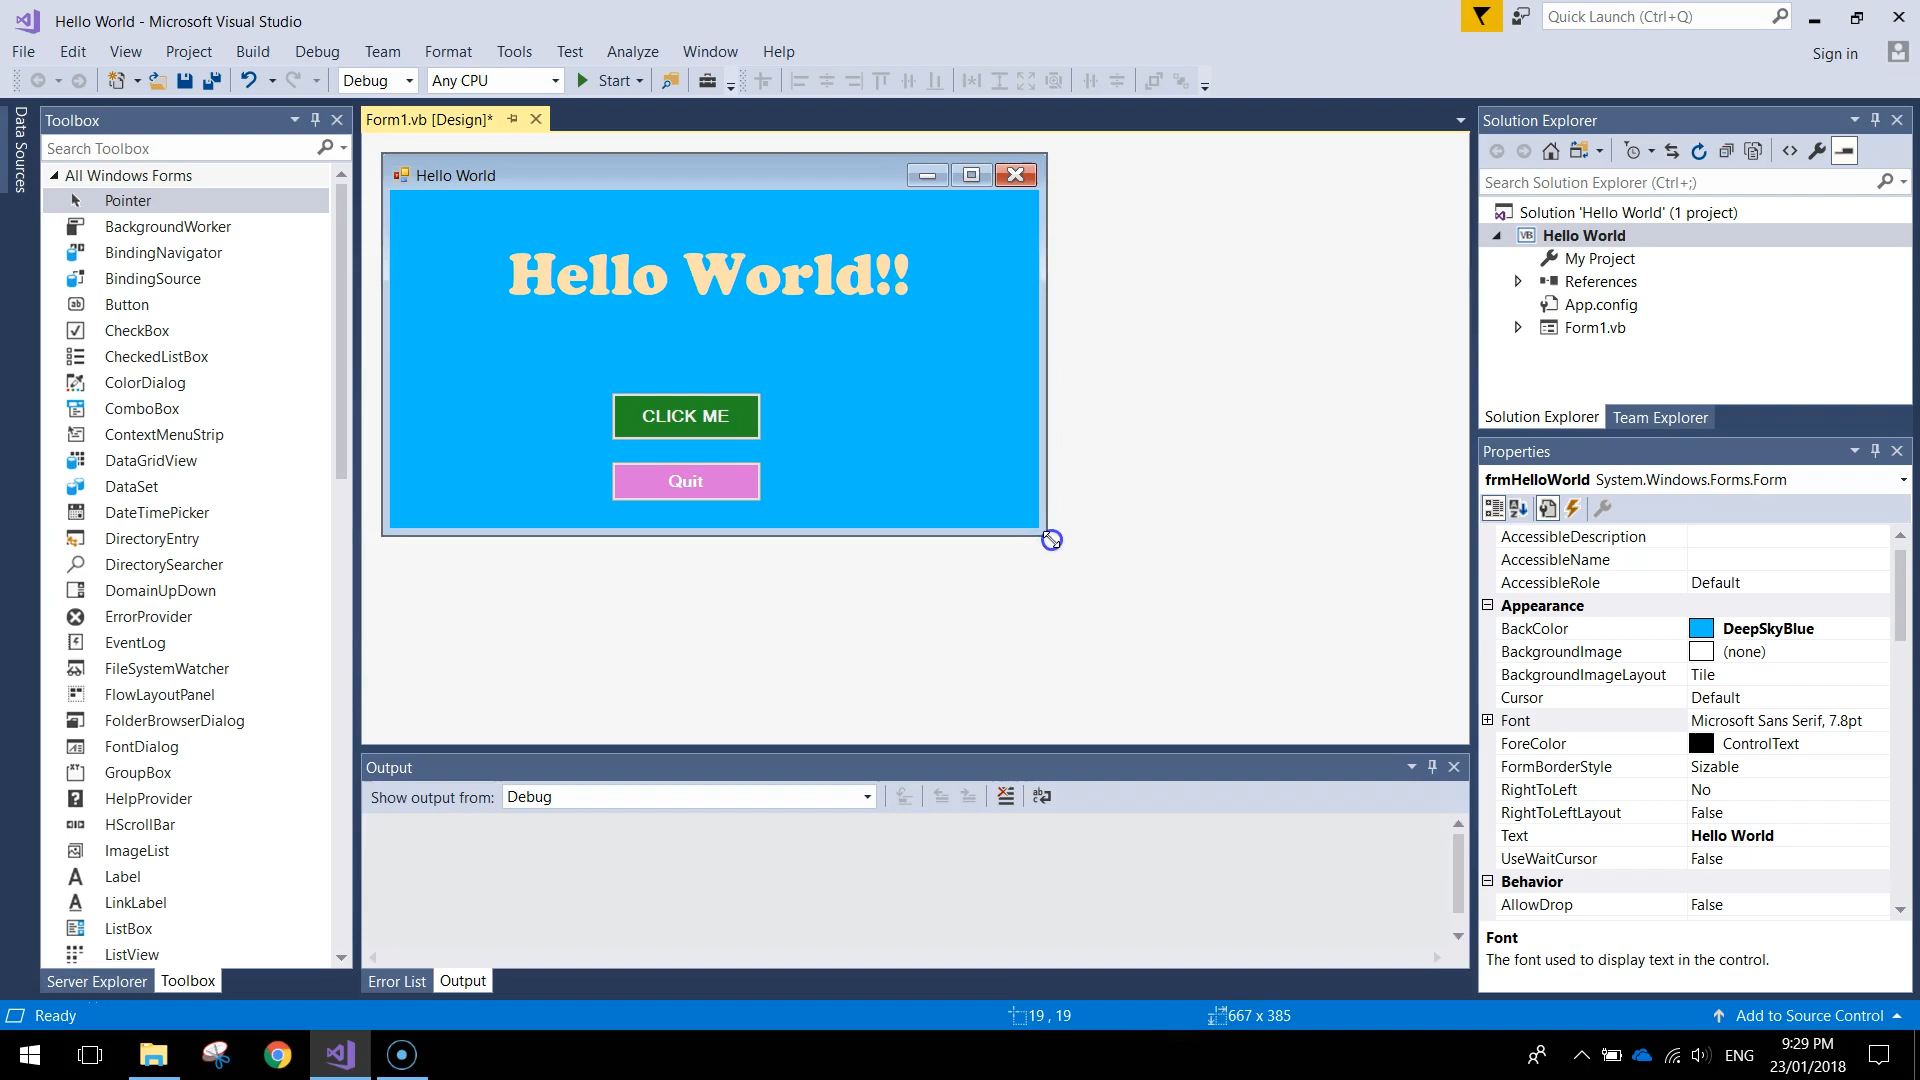 Hello World - Microsoft Visual Studio
Quick Launch (Ctrl+Q)
File Edit View Project Build Debug Team Format Tools Test Analyze Window Help
Sign in
Debug Any CPU Start
Data Sources
Toolbox
Search Toolbox
All Windows Forms
Pointer
BackgroundWorker
BindingNavigator
BindingSource
Button
CheckBox
CheckedListBox
ColorDialog
ComboBox
ContextMenuStrip
DataGridView
DataSet
DateTimePicker
DirectoryEntry
DirectorySearcher
DomainUpDown
ErrorProvider
EventLog
FileSystemWatcher
FlowLayoutPanel
FolderBrowserDialog
FontDialog
GroupBox
HelpProvider
HScrollBar
ImageList
Label
LinkLabel
ListBox
ListView
Server Explorer Toolbox
Form1.vb [Design]*
Hello World
Hello World!!
CLICK ME
Quit
Output
Show output from: Debug
Error List Output
Solution Explorer
Search Solution Explorer (Ctrl+;)
Solution 'Hello World' (1 project)
VB Hello World
My Project
References
App.config
Form1.vb
Solution Explorer Team Explorer
Properties
frmHelloWorld System.Windows.Forms.Form
AccessibleDescription
AccessibleName
AccessibleRole Default
Appearance
BackColor DeepSkyBlue
BackgroundImage (none)
BackgroundImageLayout Tile
Cursor Default
Font Microsoft Sans Serif, 7.8pt
ForeColor ControlText
FormBorderStyle Sizable
RightToLeft No
RightToLeftLayout False
Text Hello World
UseWaitCursor False
Behavior
AllowDrop False
Font
The font used to display text in the control.
Ready 19 , 19 667 x 385 Add to Source Control
ENG
9:29 PM
23/01/2018